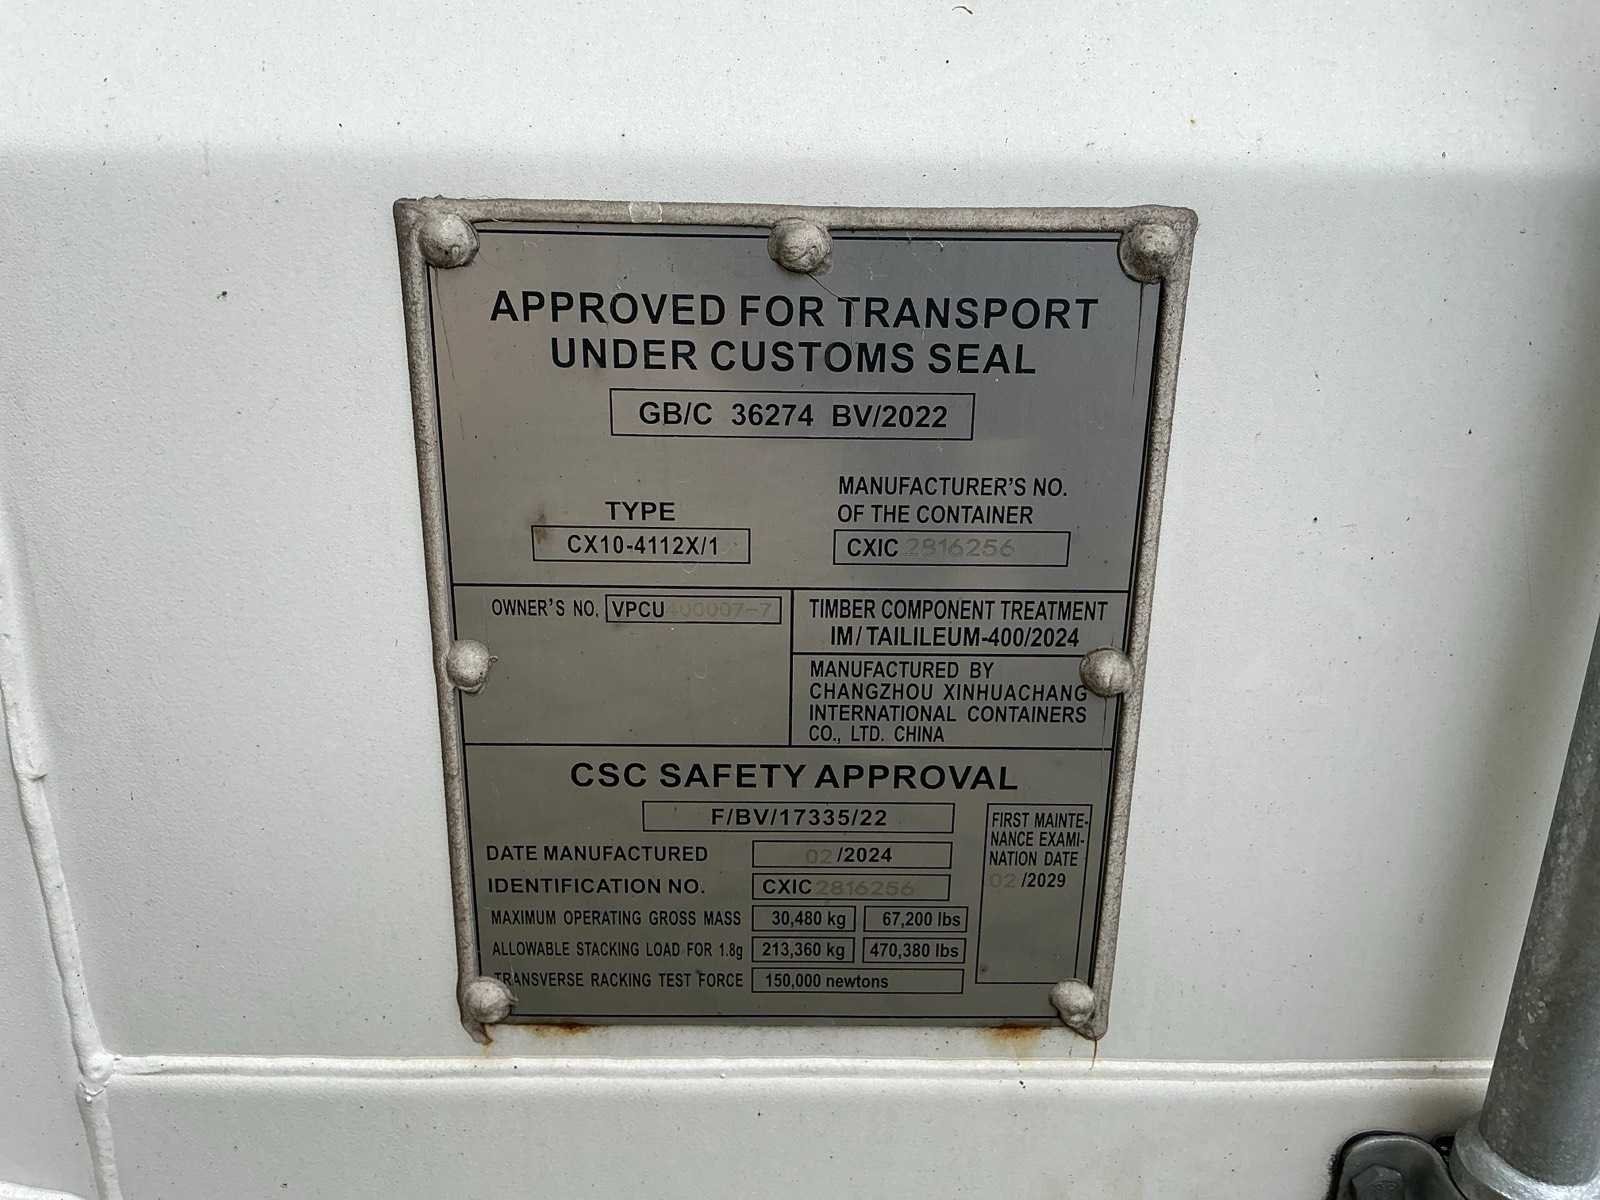 APPROVED FOR TRANSPORT
UNDER CUSTOMS SEAL
GB/C 36274 BV/2022
TYPE
CX10-4112X/1
MANUFACTURER'S NO.
OF THE CONTAINER
CXIC 2816256
OWNER'S NO. VPCU 400007-7
TIMBER COMPONENT TREATMENT
IM/TAILILEUM-400/2024
MANUFACTURED BY
CHANGZHOU XINHUACHANG
INTERNATIONAL CONTAINERS
CO., LTD. CHINA
CSC SAFETY APPROVAL
F/BV/17335/22
DATE MANUFACTURED 02/2024
IDENTIFICATION NO. CXIC 2816256
MAXIMUM OPERATING GROSS MASS 30,480 kg 67,200 lbs
ALLOWABLE STACKING LOAD FOR 1.8g 213,360 kg 470,380 lbs
TRANSVERSE RACKING TEST FORCE 150,000 newtons
FIRST MAINTE-
NANCE EXAMI-
NATION DATE
02/2029